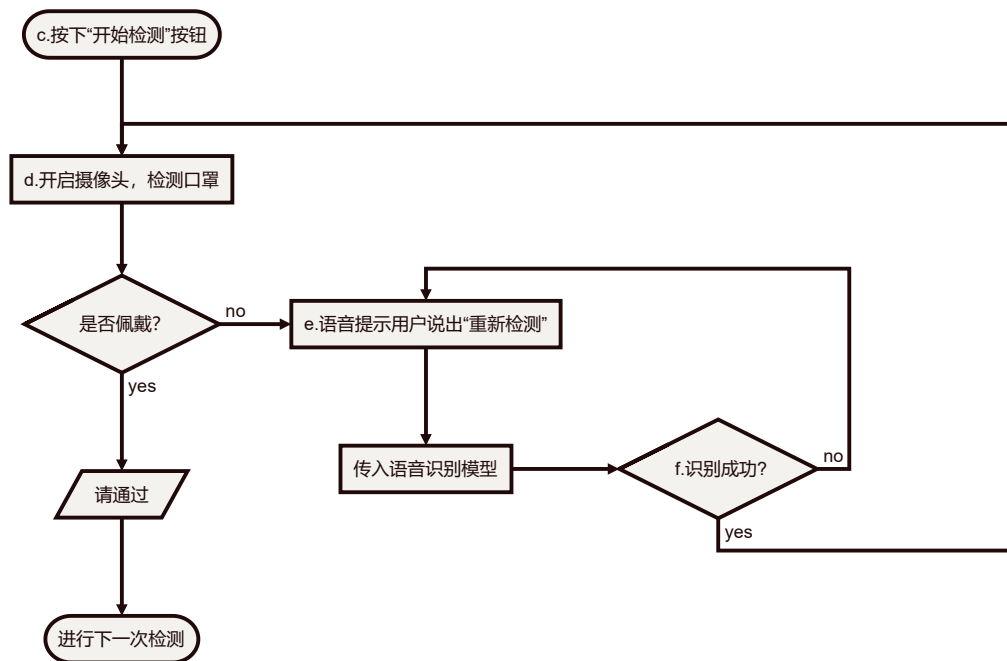 c.按下“开始检测”按钮
d.开启摄像头，检测口罩
是否佩戴？
no
e.语音提示用户说出“重新检测”
yes
传入语音识别模型
f.识别成功？
no
请通过
yes
进行下一次检测